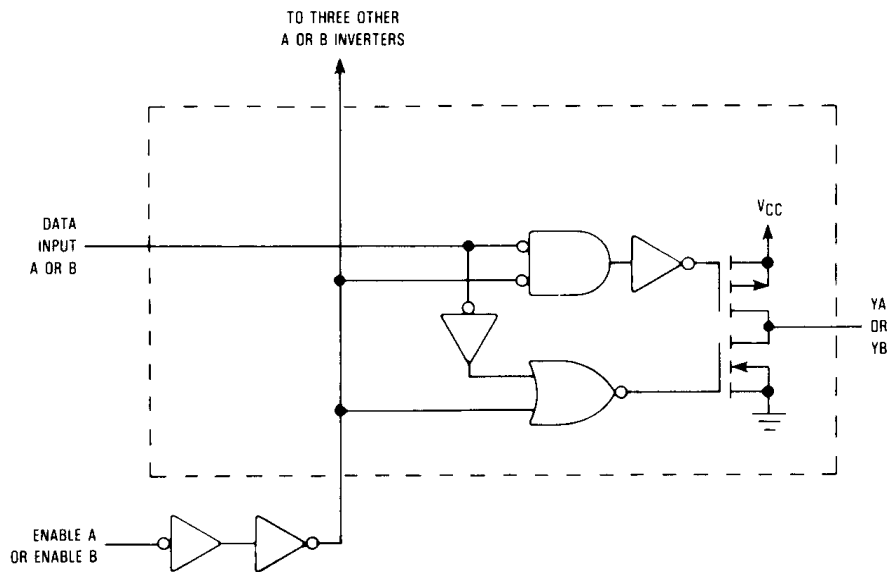 TO THREE OTHER
A OR B INVERTERS
DATA
INPUT
A OR B
VCC
YA
OR
YB
ENABLE A
OR ENABLE B